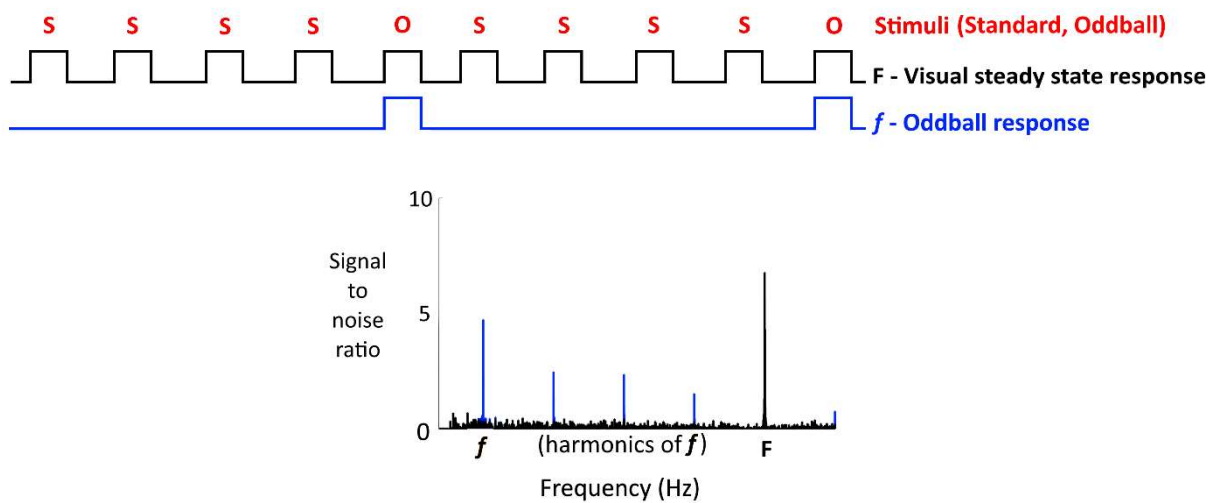 S S S S O S S S S O Stimuli (Standard, Oddball)
F - Visual steady state response
f - Oddball response
10
Signal
to
noise
ratio
5
0
f (harmonics of f) F
Frequency (Hz)